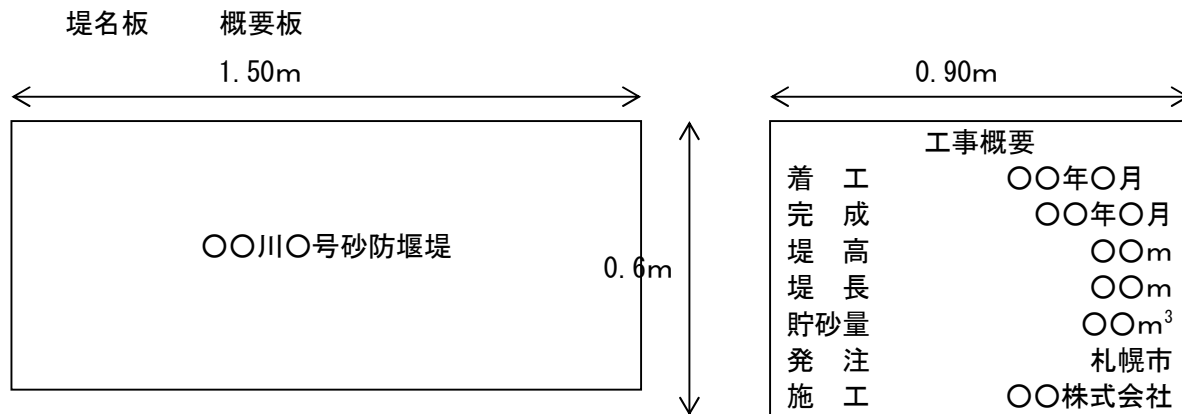 堤名板　　概要板
1.50m
0.90m
○○川○号砂防堰堤
0.6m
工事概要
着　工　○○年○月
完　成　○○年○月
堤　高　○○m
堤　長　○○m
貯砂量　○○m³
発　注　札幌市
施　工　○○株式会社